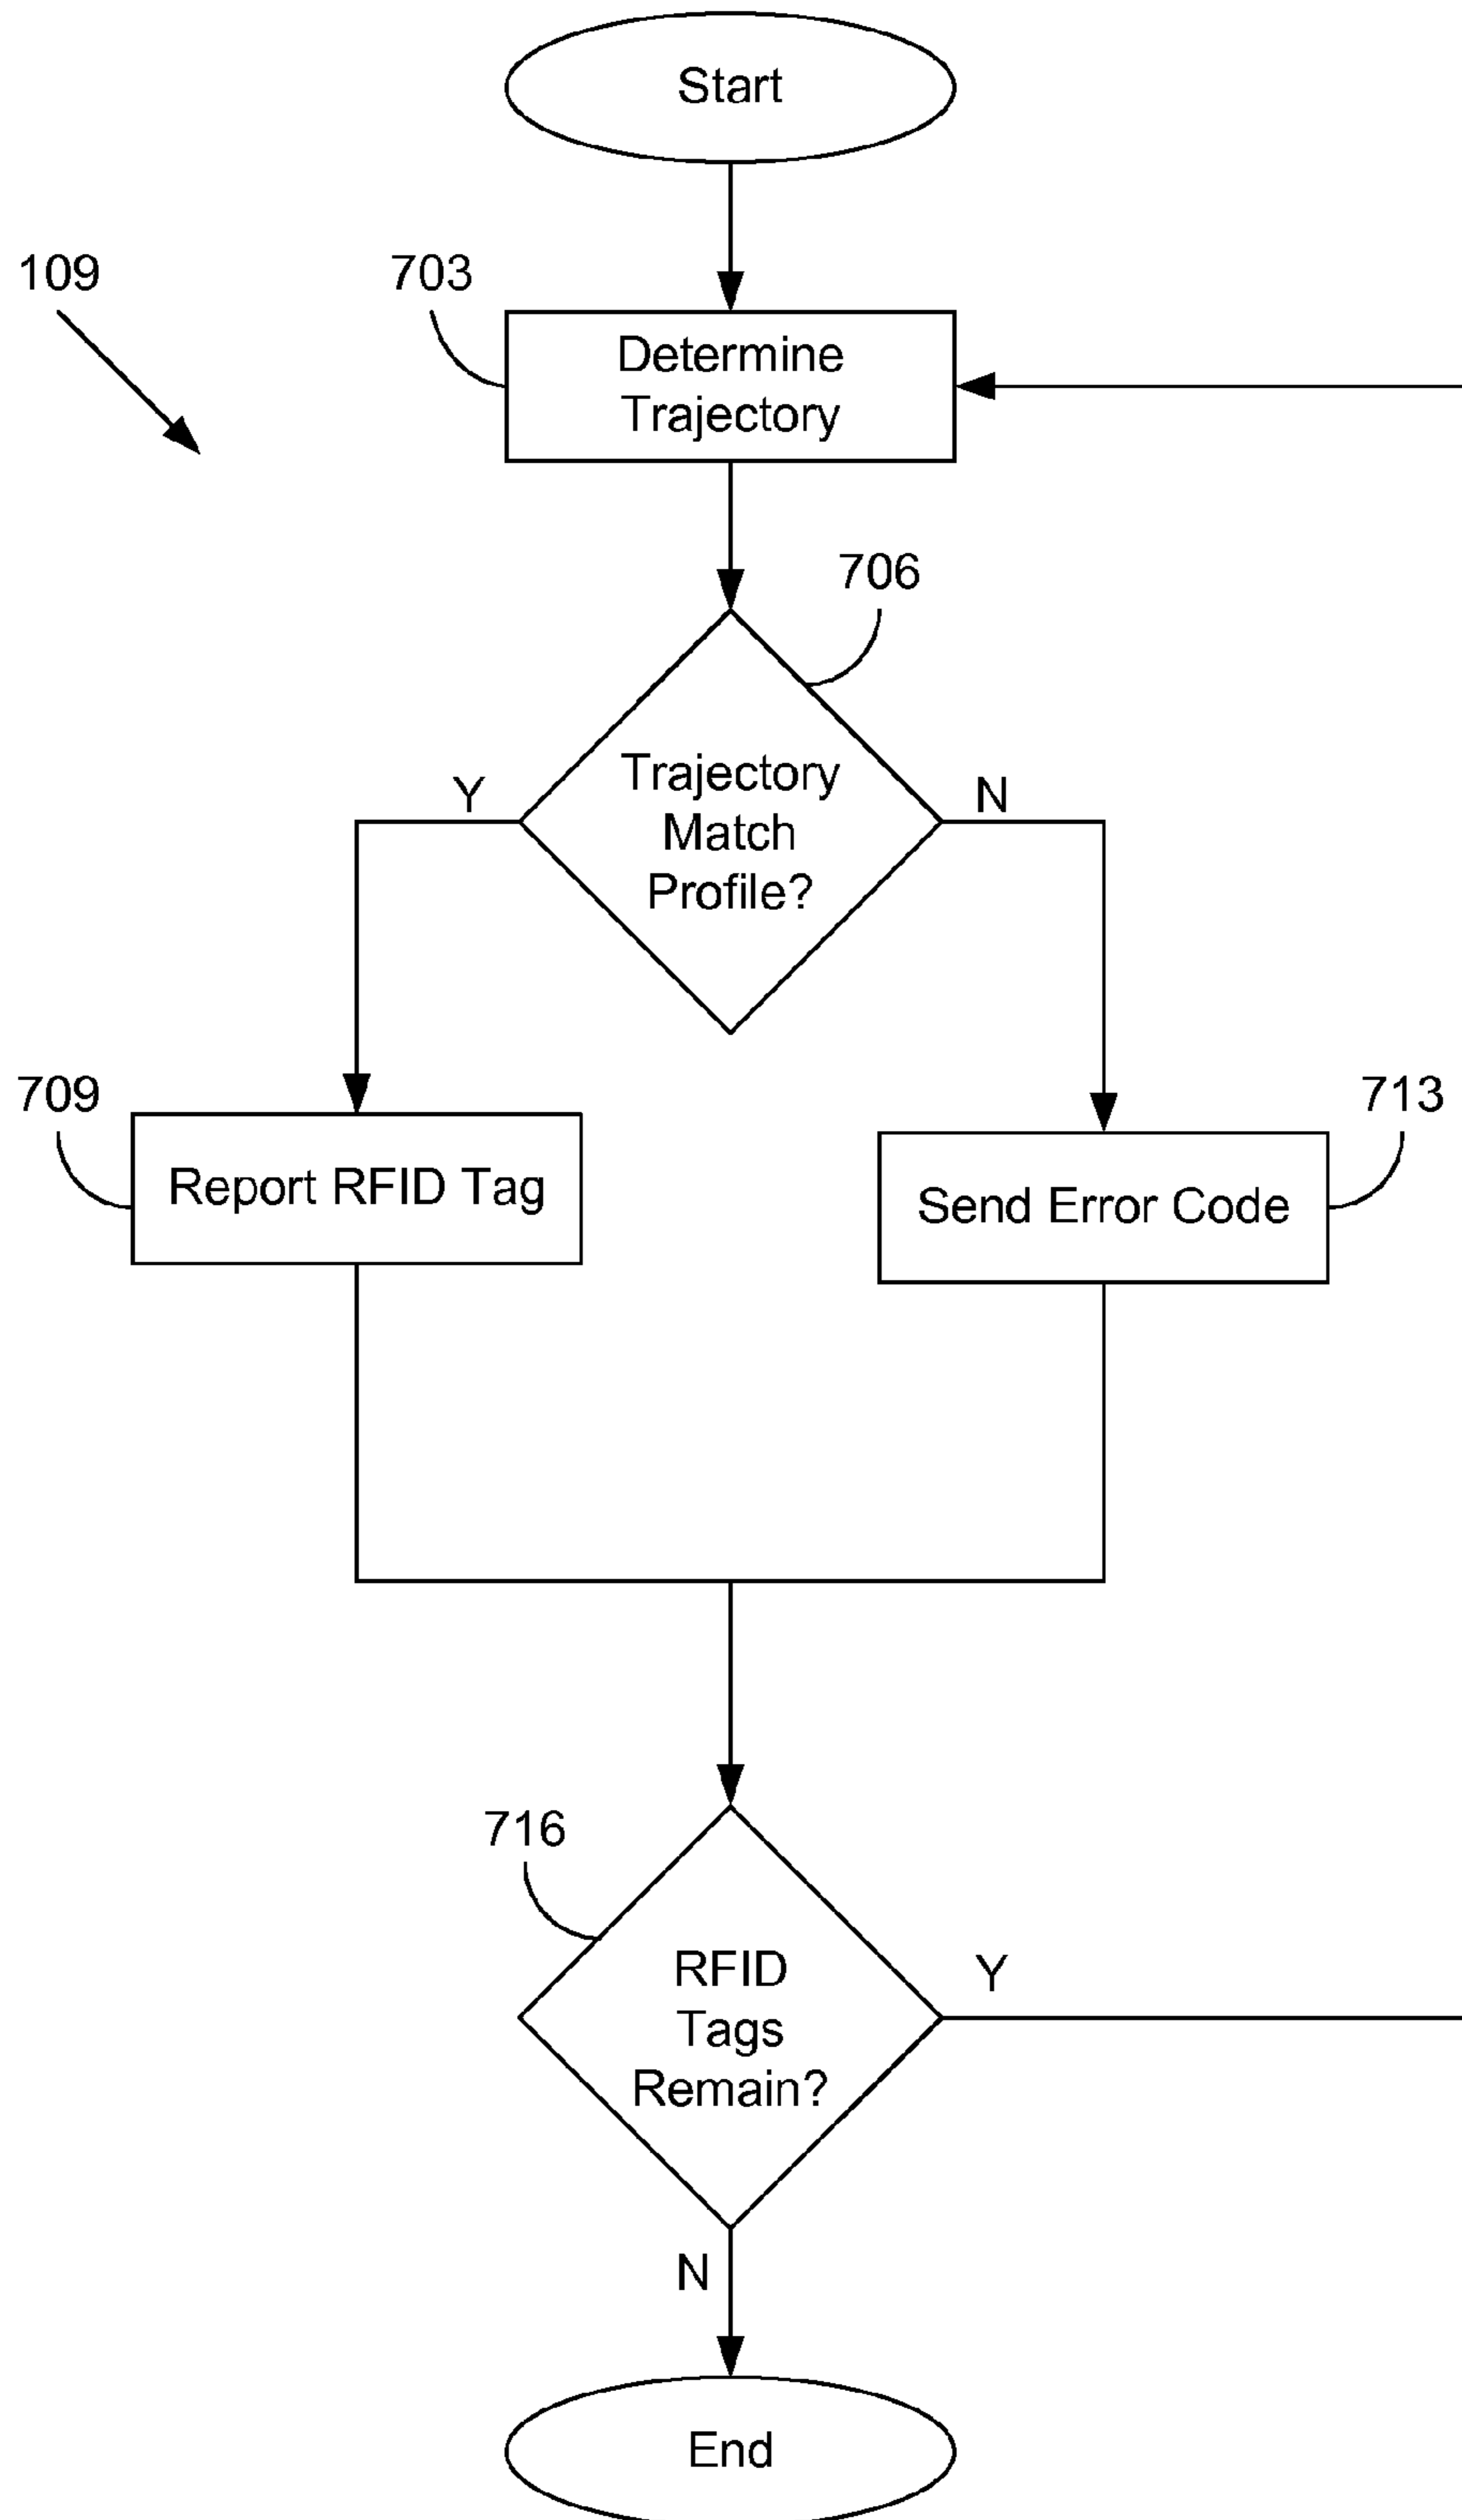 Start
109
703
Determine
Trajectory
706
Trajectory
Match
Profile?
Y
N
709
Report RFID Tag
713
Send Error Code
716
RFID
Tags
Remain?
Y
N
End